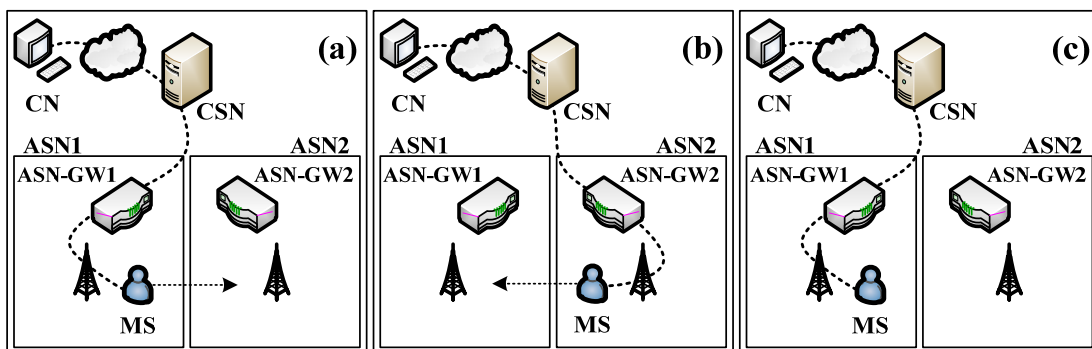 (a)
CN
CSN
ASN1
ASN2
ASN-GW1
ASN-GW2
MS
(b)
CN
CSN
ASN1
ASN2
ASN-GW1
ASN-GW2
MS
(c)
CN
CSN
ASN1
ASN2
ASN-GW1
ASN-GW2
MS